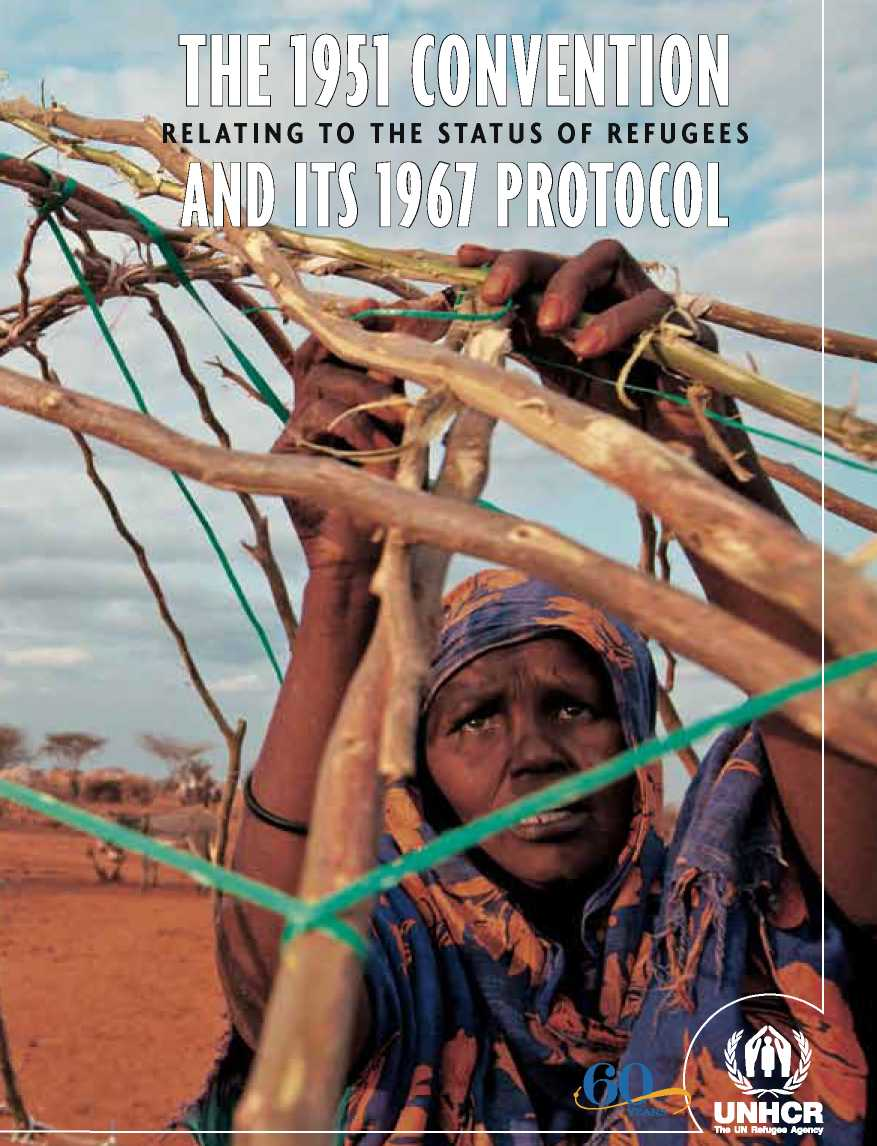 THE 1951 CONVENTION
RELATING TO THE STATUS OF REFUGEES
AND ITS 1967 PROTOCOL
60
YEARS
UNHCR
The UN Refugee Agency